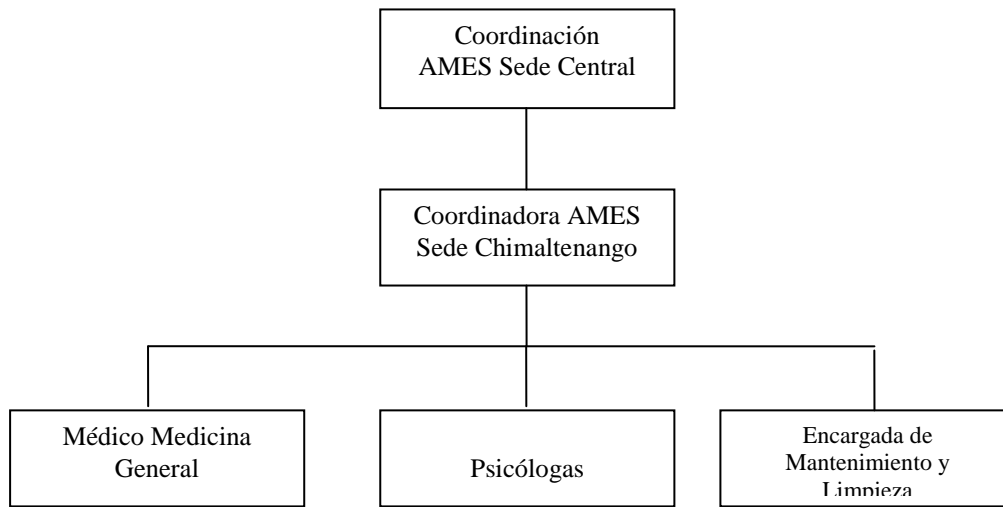 Coordinación
AMES Sede Central
Coordinadora AMES
Sede Chimaltenango
Médico Medicina
General
Psicólogas
Encargada de
Mantenimiento y
Limpieza